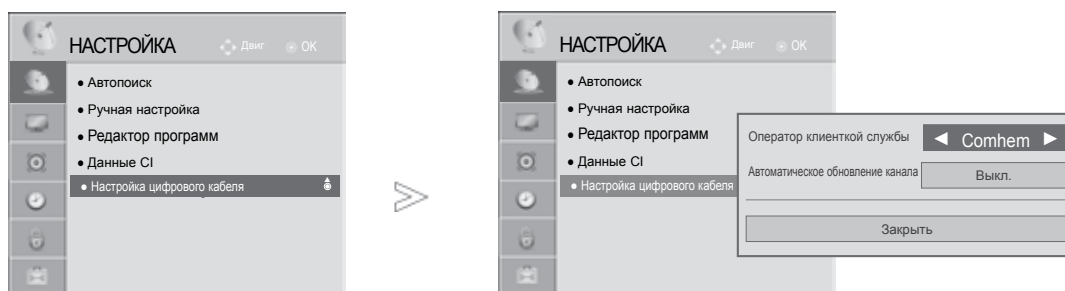 НАСТРОЙКА
Двиг
OK
● Автопоиск
● Ручная настройка
● Редактор программ
● Данные CI
● Настройка цифрового кабеля
НАСТРОЙКА
Двиг
OK
● Автопоиск
● Ручная настройка
● Редактор программ
● Данные CI
● Настройка цифрового кабеля
Оператор клиенткой службы
◄ Comhem ►
Автоматическое обновление канала
Выкл.
Закрыть